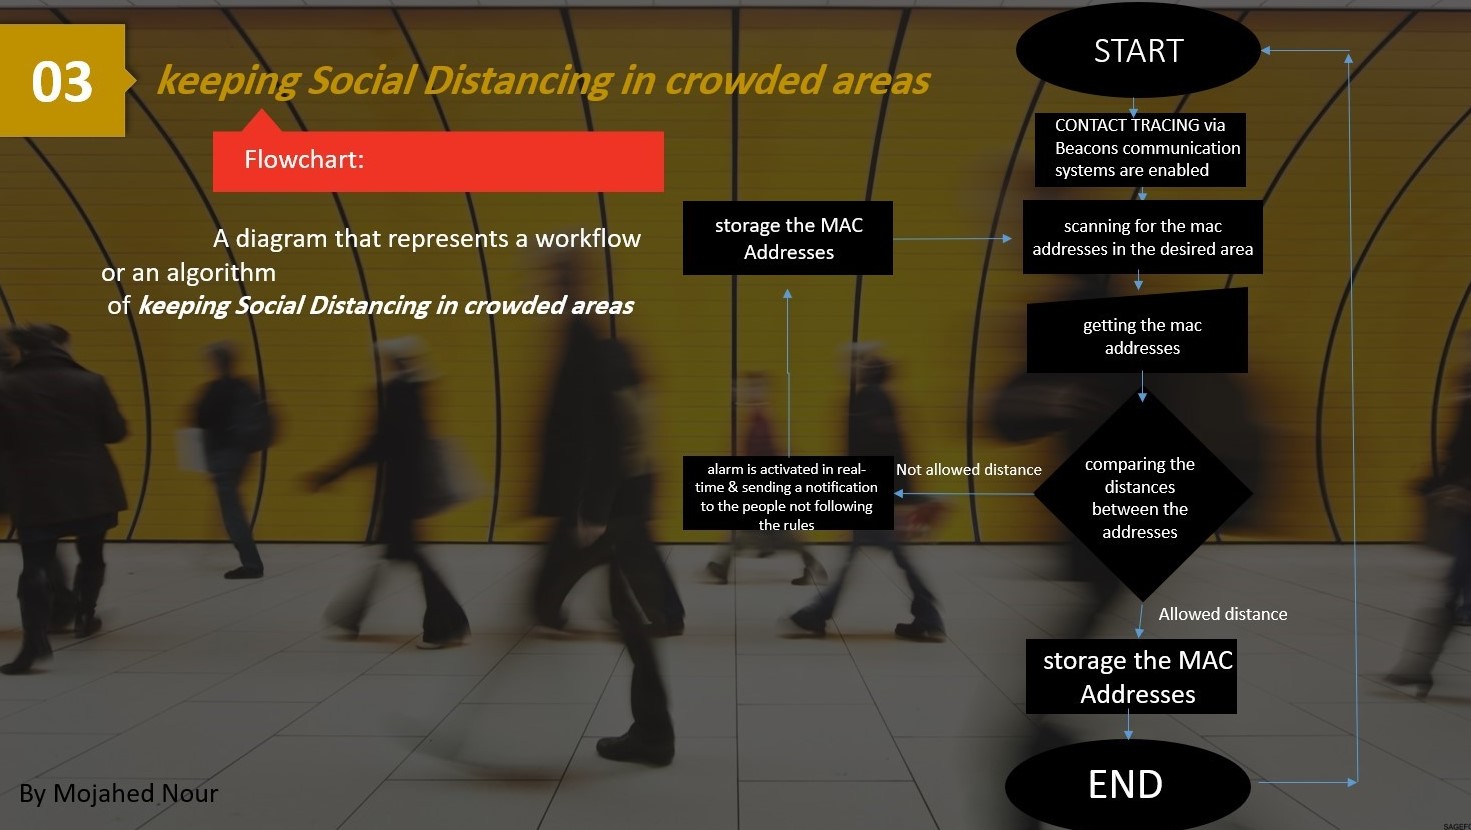 03
keeping Social Distancing in crowded areas
Flowchart:
A diagram that represents a workflow
or an algorithm
of keeping Social Distancing in crowded areas
START
CONTACT TRACING via
Beacons communication
systems are enabled
storage the MAC
Addresses
scanning for the mac
addresses in the desired area
getting the mac
addresses
comparing the
distances
between the
addresses
Not allowed distance
alarm is activated in real-
time & sending a notification
to the people not following
the rules
Allowed distance
storage the MAC
Addresses
END
By Mojahed Nour